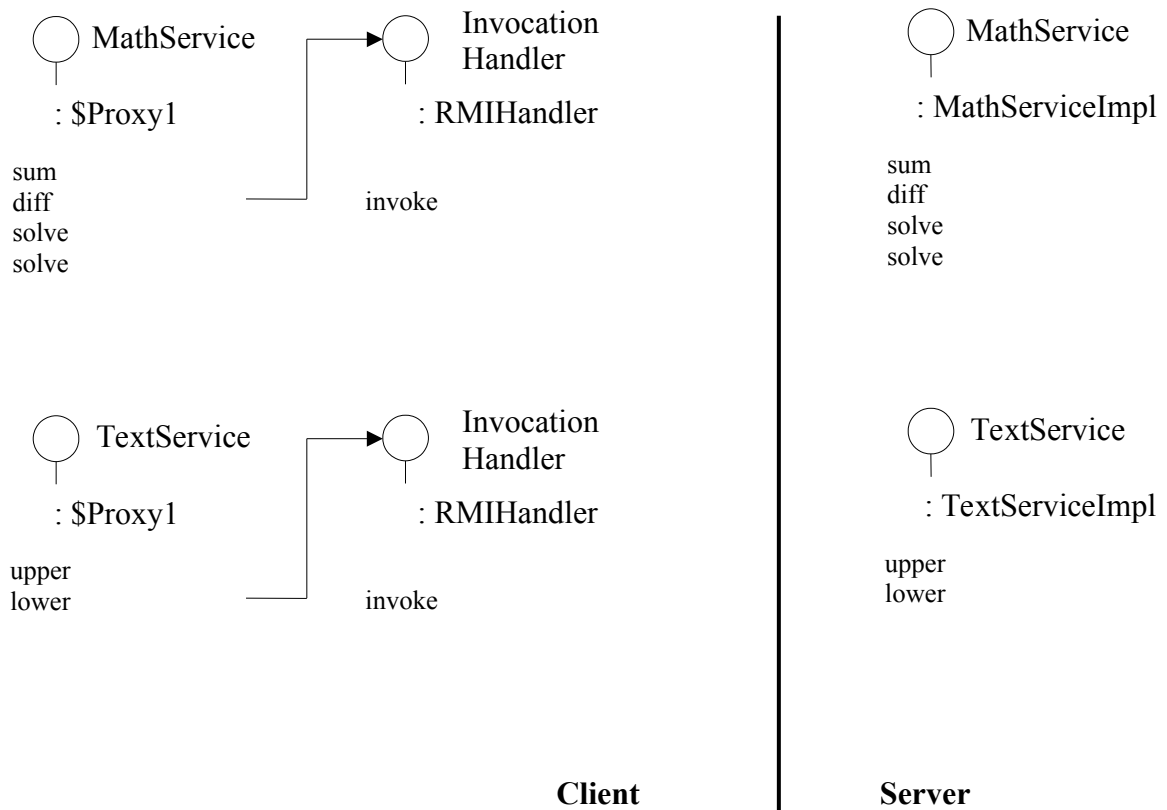 MathService
Invocation
Handler
MathService
: $Proxy1
: RMIHandler
: MathServiceImpl
sum
diff
solve
solve
invoke
sum
diff
solve
solve
TextService
Invocation
Handler
TextService
: $Proxy1
: RMIHandler
: TextServiceImpl
upper
lower
invoke
upper
lower
Client
Server